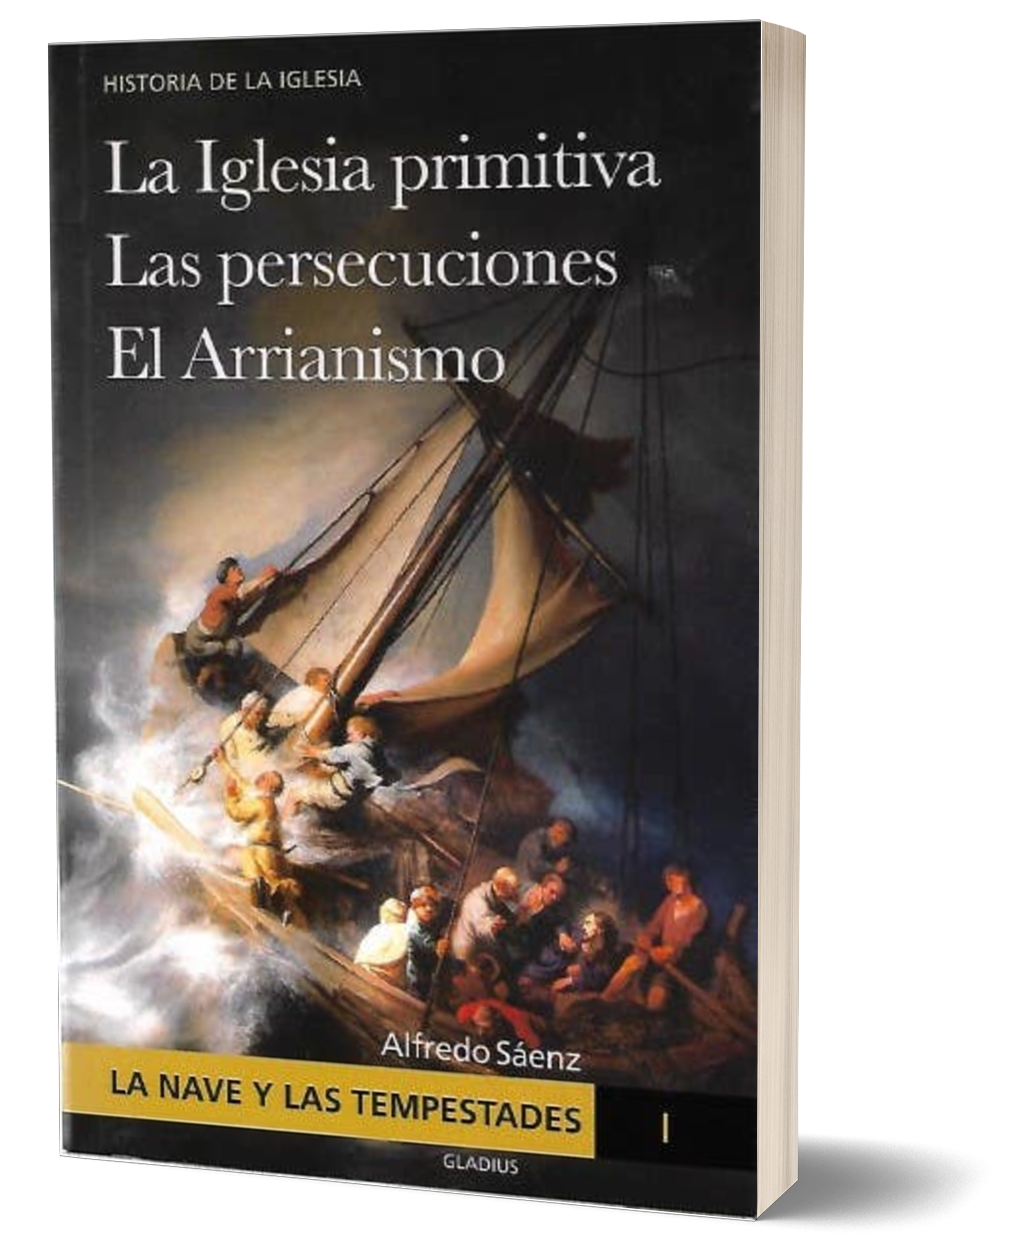 HISTORIA DE LA IGLESIA
La Iglesia primitiva
Las persecuciones
El Arrianismo
Alfredo Sáenz
LA NAVE Y LAS TEMPESTADES I
GLADIUS